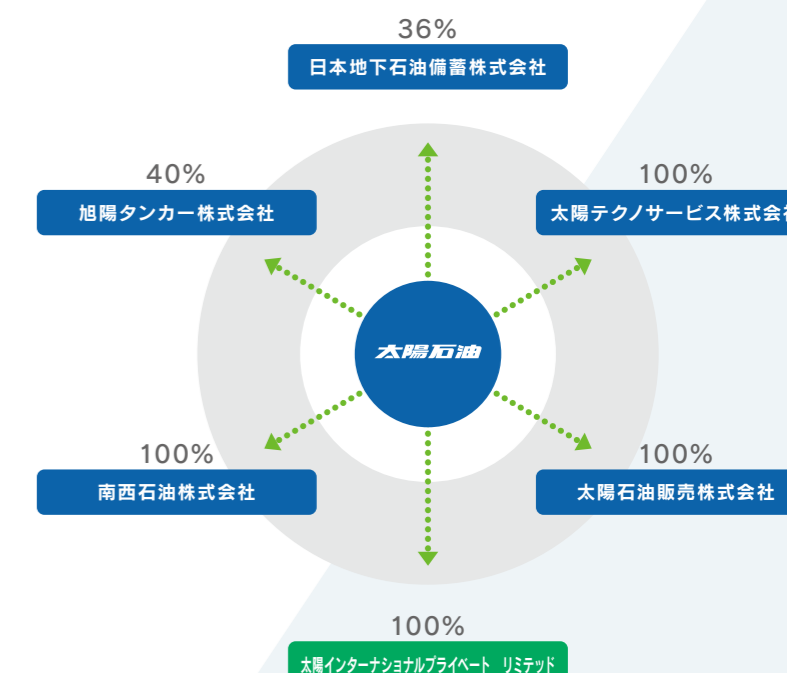 36%
日本地下石油備蓄株式会社
40%
旭陽タンカー株式会社
100%
太陽テクノサービス株式会社
太陽石油
100%
南西石油株式会社
100%
太陽石油販売株式会社
100%
太陽インターナショナルプライベート リミテッド